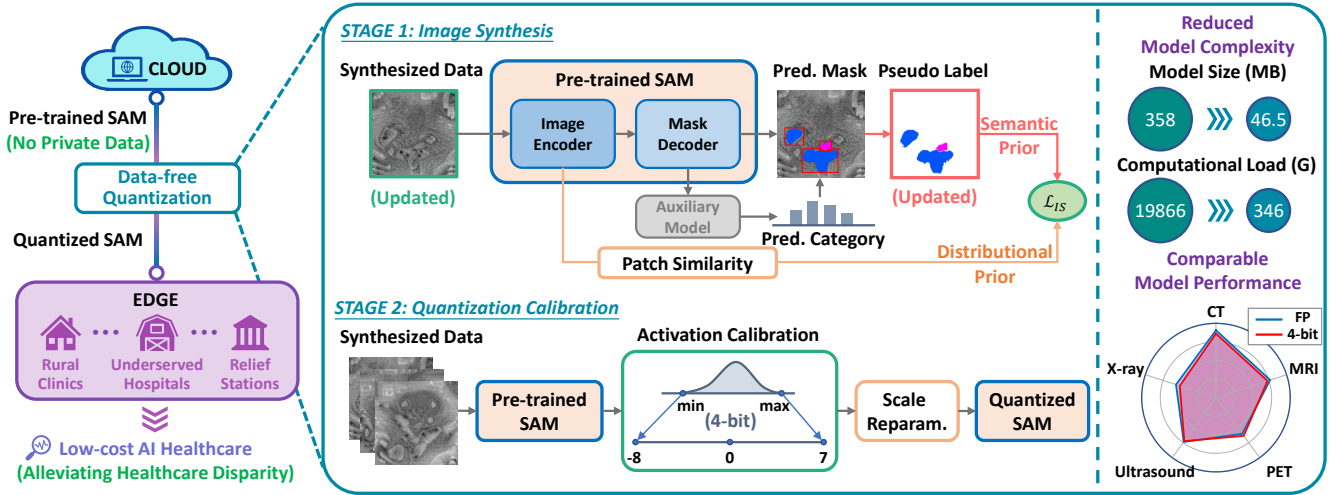 CLOUD
Pre-trained SAM
(No Private Data)
Data-free
Quantization
Quantized SAM
EDGE
Rural
Clinics
Underserved
Hospitals
Relief
Stations
Low-cost AI Healthcare
(Alleviating Healthcare Disparity)
STAGE 1: Image Synthesis
Synthesized Data
(Updated)
Pre-trained SAM
Image
Encoder
Mask
Decoder
Auxiliary
Model
Pred. Mask
Pred. Category
Pseudo Label
(Updated)
Semantic
Prior
ℒIS
Patch Similarity
Distributional
Prior
STAGE 2: Quantization Calibration
Synthesized Data
Pre-trained
SAM
Activation Calibration
min
max
(4-bit)
-8
0
7
Scale
Reparam.
Quantized
SAM
Reduced
Model Complexity
Model Size (MB)
358
46.5
Computational Load (G)
19866
346
Comparable
Model Performance
CT
FP
4-bit
X-ray
MRI
Ultrasound
PET